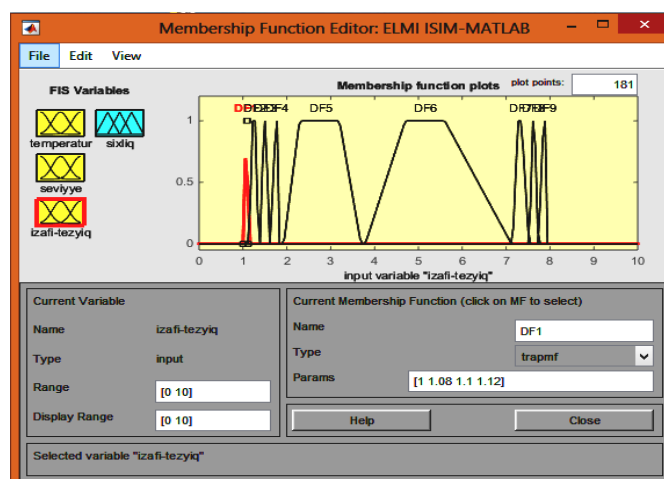 Membership Function Editor: ELMI ISIM-MATLAB
File Edit View
FIS Variables
temperatur
sixliq
seviyye
izafi-tezyiq
Membership function plots
plot points:
181
DF5
DF6
1
0.5
0
0 1 2 3 4 5 6 7 8 9 10
input variable "izafi-tezyiq"
Current Variable
Name izafi-tezyiq
Type input
Range [0 10]
Display Range [0 10]
Current Membership Function (click on MF to select)
Name DF1
Type trapmf
Params [1 1.08 1.1 1.12]
Help
Close
Selected variable "izafi-tezyiq"